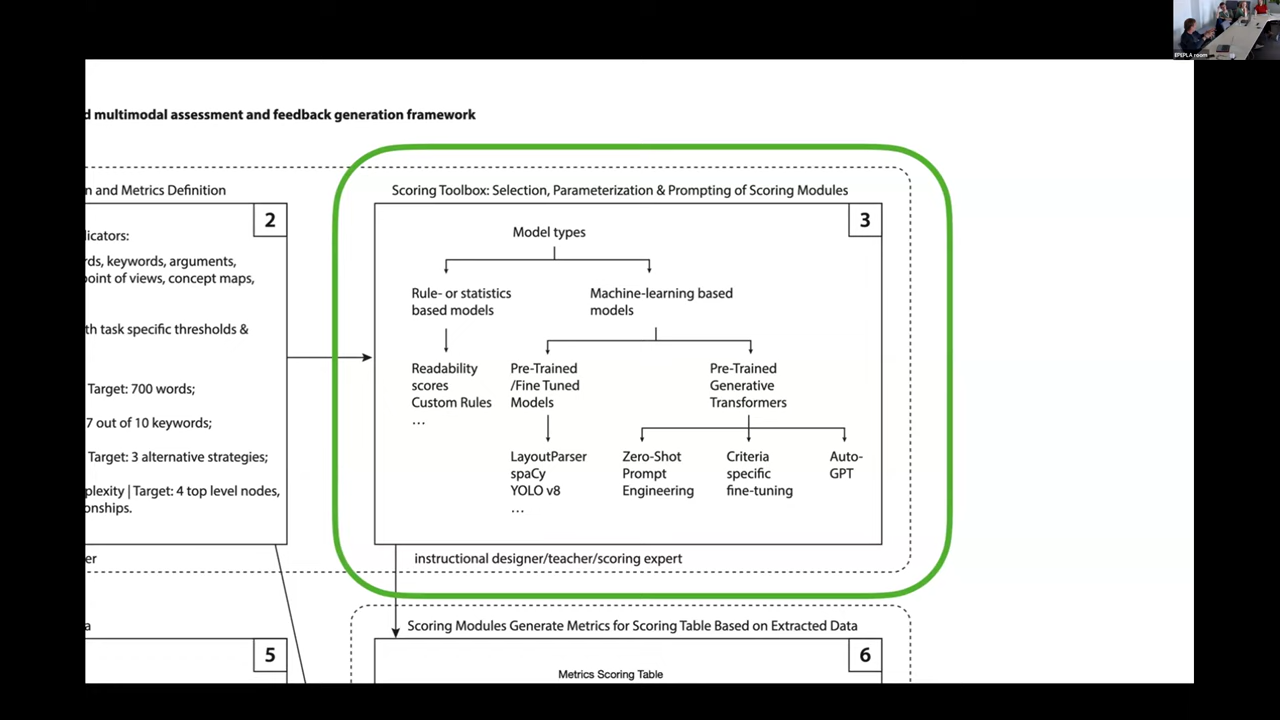 EPEPLA room
d multimodal assessment and feedback generation framework
n and Metrics Definition
2
licators:
rds, keywords, arguments,
point of views, concept maps,
th task specific thresholds &
Target: 700 words;
7 out of 10 keywords;
Target: 3 alternative strategies;
plexity | Target: 4 top level nodes,
onships.
er
Scoring Toolbox: Selection, Parameterization & Prompting of Scoring Modules
3
Model types
Rule- or statistics
based models
Machine-learning based
models
Readability
scores
Custom Rules
...
Pre-Trained
/Fine Tuned
Models
Pre-Trained
Generative
Transformers
LayoutParser
spaCy
YOLO v8
...
Zero-Shot
Prompt
Engineering
Criteria
specific
fine-tuning
Auto-
GPT
instructional designer/teacher/scoring expert
a
5
Scoring Modules Generate Metrics for Scoring Table Based on Extracted Data
6
Metrics Scoring Table